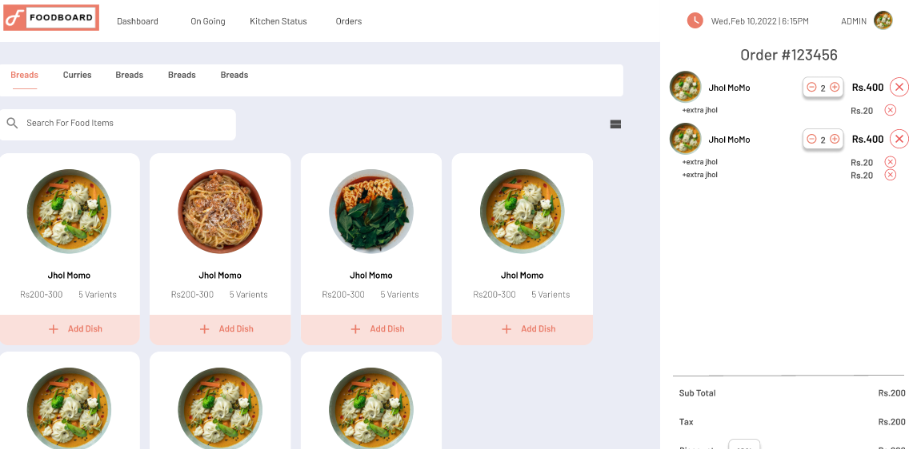 FOODBOARD
Dashboard On Going Kitchen Status Orders
Wed,Feb 10,2022 | 6:15PM ADMIN
Breads Curries Breads Breads Breads
Search For Food Items
Jhol Momo Jhol Momo Jhol Momo Jhol Momo
Rs200-300 5 Varients Rs200-300 5 Varients Rs200-300 5 Varients Rs200-300 5 Varients
+ Add Dish + Add Dish + Add Dish + Add Dish
Order #123456
Jhol MoMo 2 Rs.400
+extra jhol Rs.20
Jhol MoMo 2 Rs.400
+extra jhol Rs.20
+extra jhol Rs.20
Sub Total Rs.200
Tax Rs.200